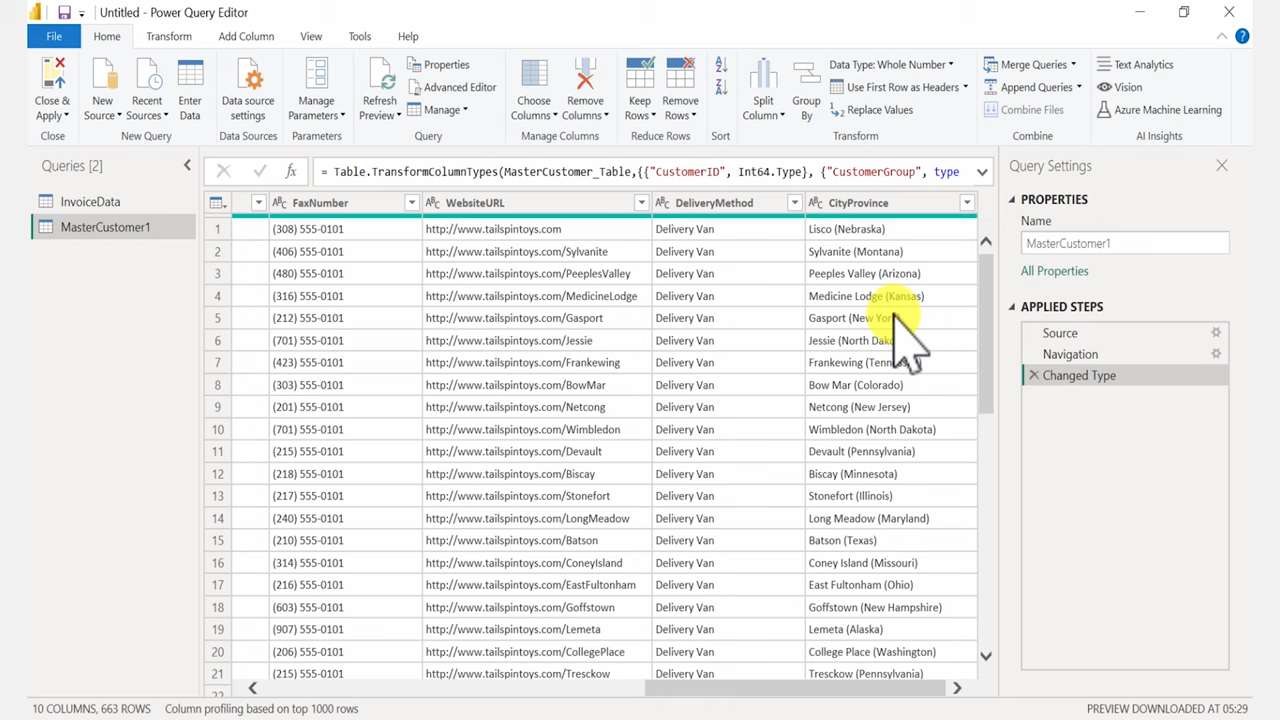 Untitled - Power Query Editor
File Home Transform Add Column View Tools Help
Close & Apply
New Source
Recent Sources
Enter Data
Data source settings
Manage Parameters
Refresh Preview
Properties
Advanced Editor
Manage
Choose Columns
Remove Columns
Keep Rows
Remove Rows
Split Column
Group By
Data Type: Whole Number
Use First Row as Headers
Replace Values
Merge Queries
Append Queries
Combine Files
Text Analytics
Vision
Azure Machine Learning
Close New Query Data Sources Parameters Query Manage Columns Reduce Rows Sort Transform Combine AI Insights
Queries [2]
InvoiceData
MasterCustomer1
= Table.TransformColumnTypes(MasterCustomer_Table,{{"CustomerID", Int64.Type}, {"CustomerGroup", type
FaxNumber WebsiteURL DeliveryMethod CityProvince
1 (308) 555-0101 http://www.tailspintoys.com Delivery Van Lisco (Nebraska)
2 (406) 555-0101 http://www.tailspintoys.com/Sylvanite Delivery Van Sylvanite (Montana)
3 (480) 555-0101 http://www.tailspintoys.com/PeeplesValley Delivery Van Peeples Valley (Arizona)
4 (316) 555-0101 http://www.tailspintoys.com/MedicineLodge Delivery Van Medicine Lodge (Kansas)
5 (212) 555-0101 http://www.tailspintoys.com/Gasport Delivery Van Gasport (New
6 (701) 555-0101 http://www.tailspintoys.com/Jessie Delivery Van Jessie (North
7 (423) 555-0101 http://www.tailspintoys.com/Frankewing Delivery Van Frankewing
8 (303) 555-0101 http://www.tailspintoys.com/BowMar Delivery Van Bow Mar (Colorado)
9 (201) 555-0101 http://www.tailspintoys.com/Netcong Delivery Van Netcong (New Jersey)
10 (701) 555-0101 http://www.tailspintoys.com/Wimbledon Delivery Van Wimbledon (North Dakota)
11 (215) 555-0101 http://www.tailspintoys.com/Devault Delivery Van Devault (Pennsylvania)
12 (218) 555-0101 http://www.tailspintoys.com/Biscay Delivery Van Biscay (Minnesota)
13 (217) 555-0101 http://www.tailspintoys.com/Stonefort Delivery Van Stonefort (Illinois)
14 (240) 555-0101 http://www.tailspintoys.com/LongMeadow Delivery Van Long Meadow (Maryland)
15 (210) 555-0101 http://www.tailspintoys.com/Batson Delivery Van Batson (Texas)
16 (314) 555-0101 http://www.tailspintoys.com/ConeyIsland Delivery Van Coney Island (Missouri)
17 (216) 555-0101 http://www.tailspintoys.com/EastFultonham Delivery Van East Fultonham (Ohio)
18 (603) 555-0101 http://www.tailspintoys.com/Goffstown Delivery Van Goffstown (New Hampshire)
19 (907) 555-0101 http://www.tailspintoys.com/Lemeta Delivery Van Lemeta (Alaska)
20 (206) 555-0101 http://www.tailspintoys.com/CollegePlace Delivery Van College Place (Washington)
21 (215) 555-0101 http://www.tailspintoys.com/Tresckow Delivery Van Tresckow (Pennsylvania)
Query Settings
PROPERTIES
Name
MasterCustomer1
All Properties
APPLIED STEPS
Source
Navigation
Changed Type
10 COLUMNS, 663 ROWS Column profiling based on top 1000 rows PREVIEW DOWNLOADED AT 05:29